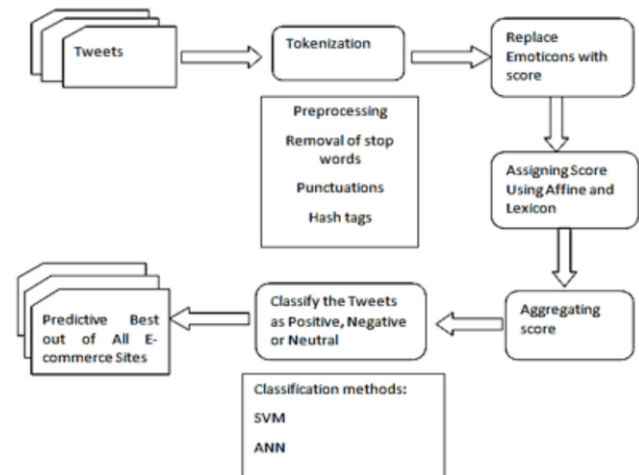 Tweets
Tokenization
Replace
Emoticons with
score
Preprocessing
Removal of stop
words
Punctuations
Hash tags
Assigning Score
Using Affine and
Lexicon
Aggregating
score
Classify the Tweets
as Positive, Negative
or Neutral
Predictive Best
out of All E-
commerce Sites
Classification methods:
SVM
ANN